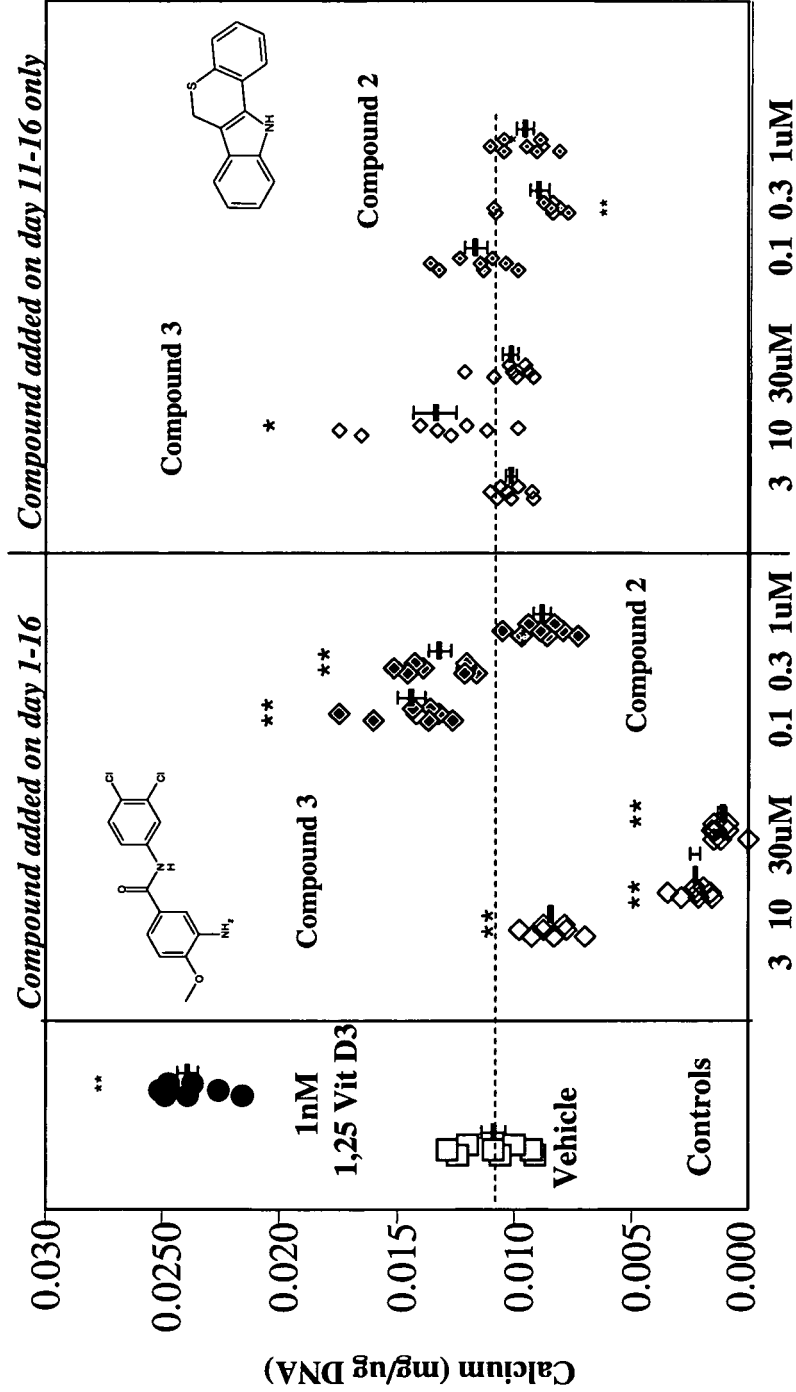 Compound added on day 1-16
Compound added on day 11-16 only
Calcium (mg/ug DNA)
0.030
0.0250
0.020
0.015
0.010
0.005
0.000
**
1nM
1,25 Vit D3
Vehicle
Controls
Cl
Cl
N
H
O
NH2
O
Compound 3
**
**
**
3 10 30uM
**
**
Compound 2
0.1 0.3 1uM
Compound 3
*
3 10 30uM
S
NH
Compound 2
**
0.1 0.3 1uM